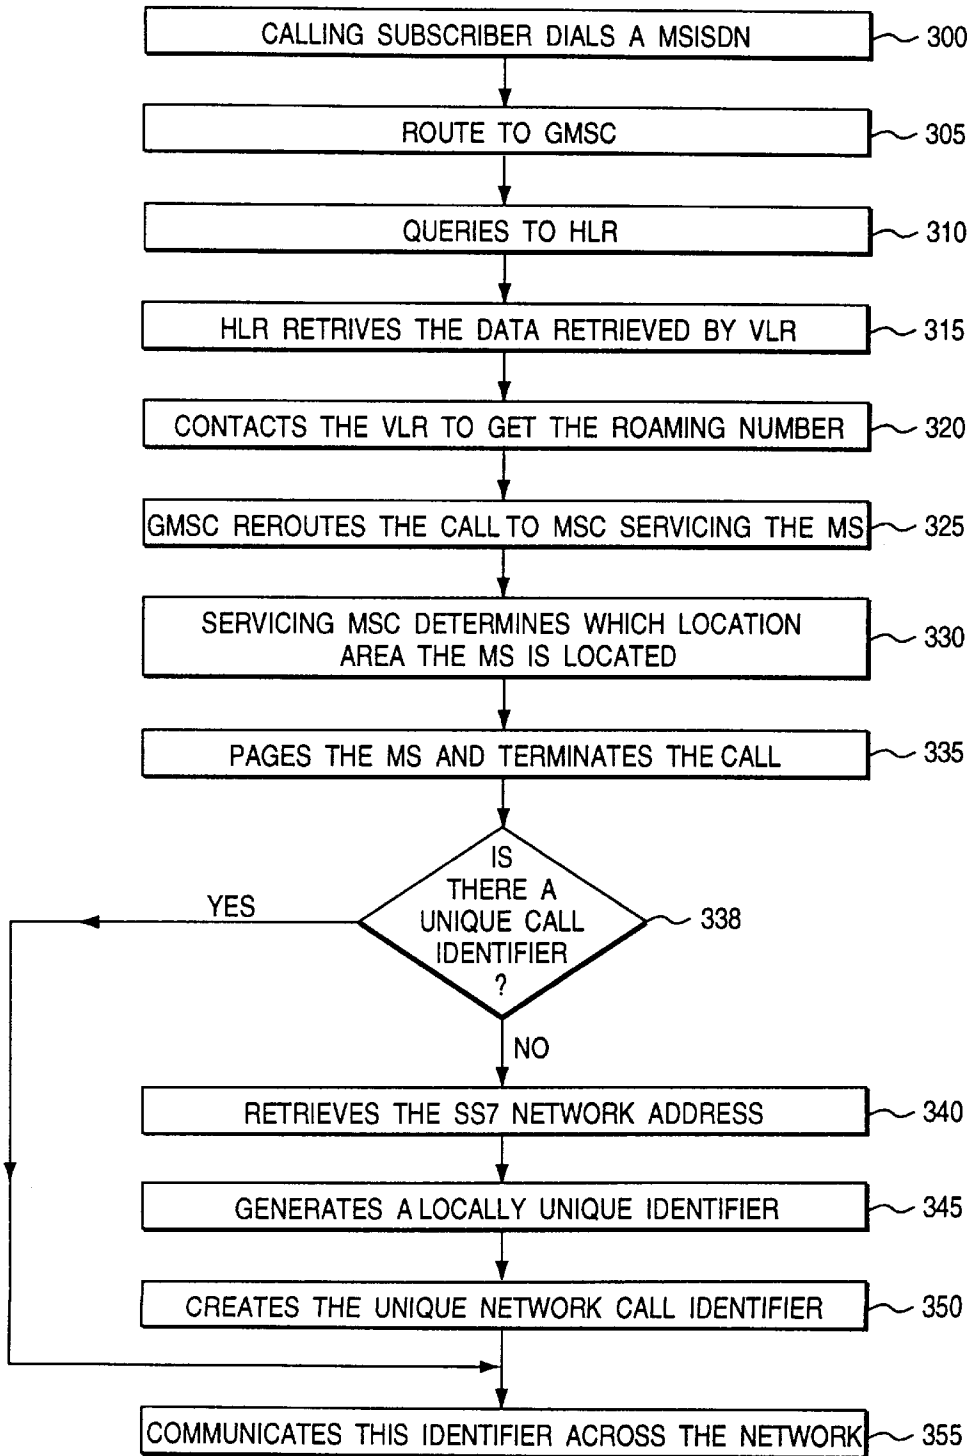 CALLING SUBSCRIBER DIALS A MSISDN 300
ROUTE TO GMSC 305
QUERIES TO HLR 310
HLR RETRIVES THE DATA RETRIEVED BY VLR 315
CONTACTS THE VLR TO GET THE ROAMING NUMBER 320
GMSC REROUTES THE CALL TO MSC SERVICING THE MS 325
SERVICING MSC DETERMINES WHICH LOCATION
AREA THE MS IS LOCATED 330
PAGES THE MS AND TERMINATES THE CALL 335
IS
THERE A
UNIQUE CALL
IDENTIFIER
?
338
YES
NO
RETRIEVES THE SS7 NETWORK ADDRESS 340
GENERATES A LOCALLY UNIQUE IDENTIFIER 345
CREATES THE UNIQUE NETWORK CALL IDENTIFIER 350
COMMUNICATES THIS IDENTIFIER ACROSS THE NETWORK 355